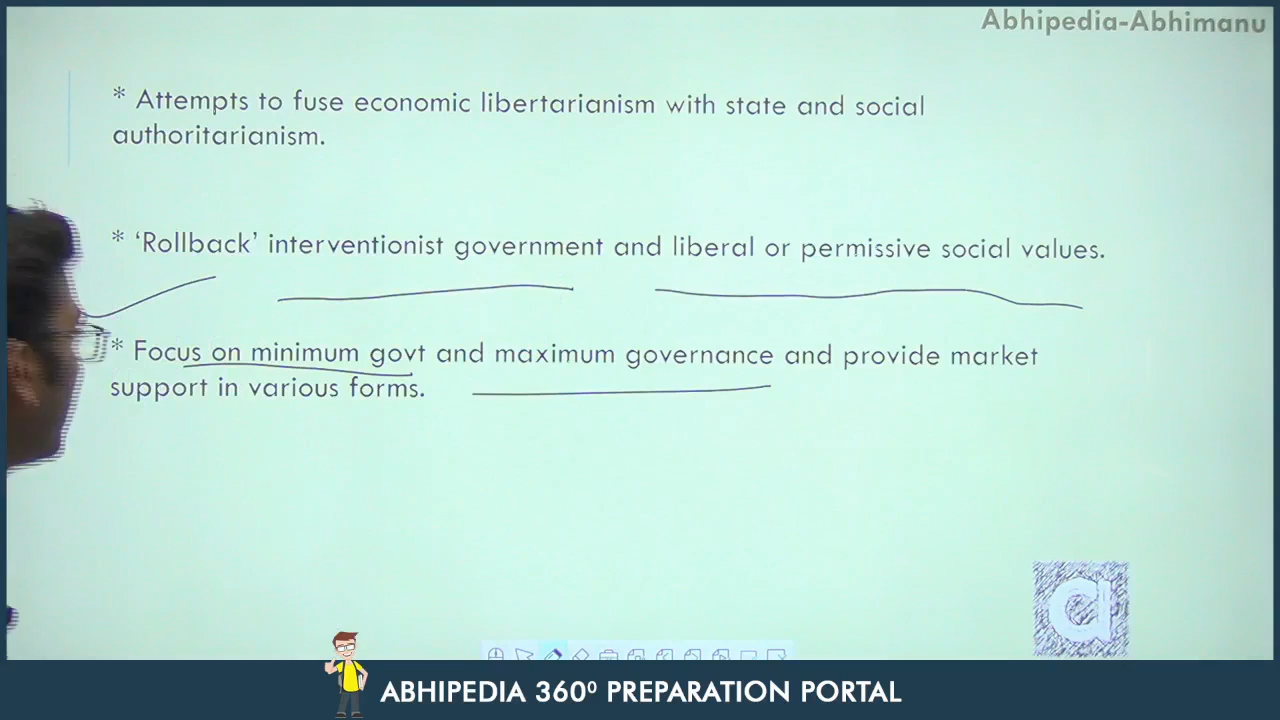 Abhipedia-Abhimanu
* Attempts to fuse economic libertarianism with state and social
authoritarianism.
* ‘Rollback’ interventionist government and liberal or permissive social values.
* Focus on minimum govt and maximum governance and provide market
support in various forms.
a
ABHIPEDIA 360⁰ PREPARATION PORTAL